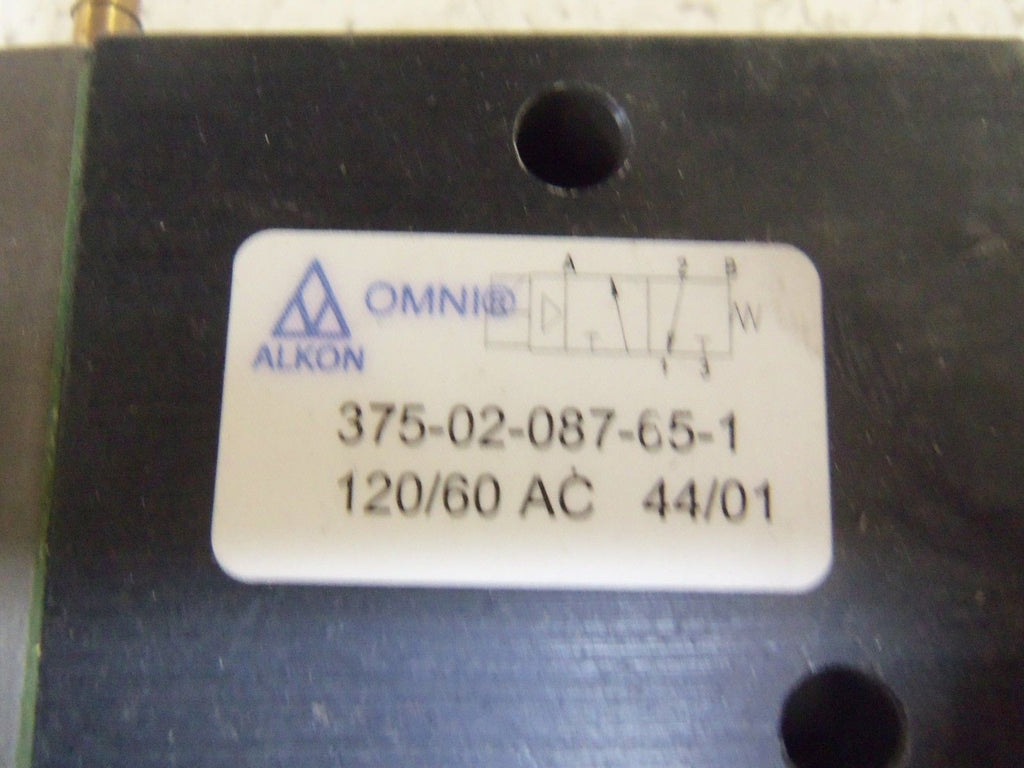 OMNI®
ALKON
A 2 B
1 3
375-02-087-65-1
120/60 AC 44/01